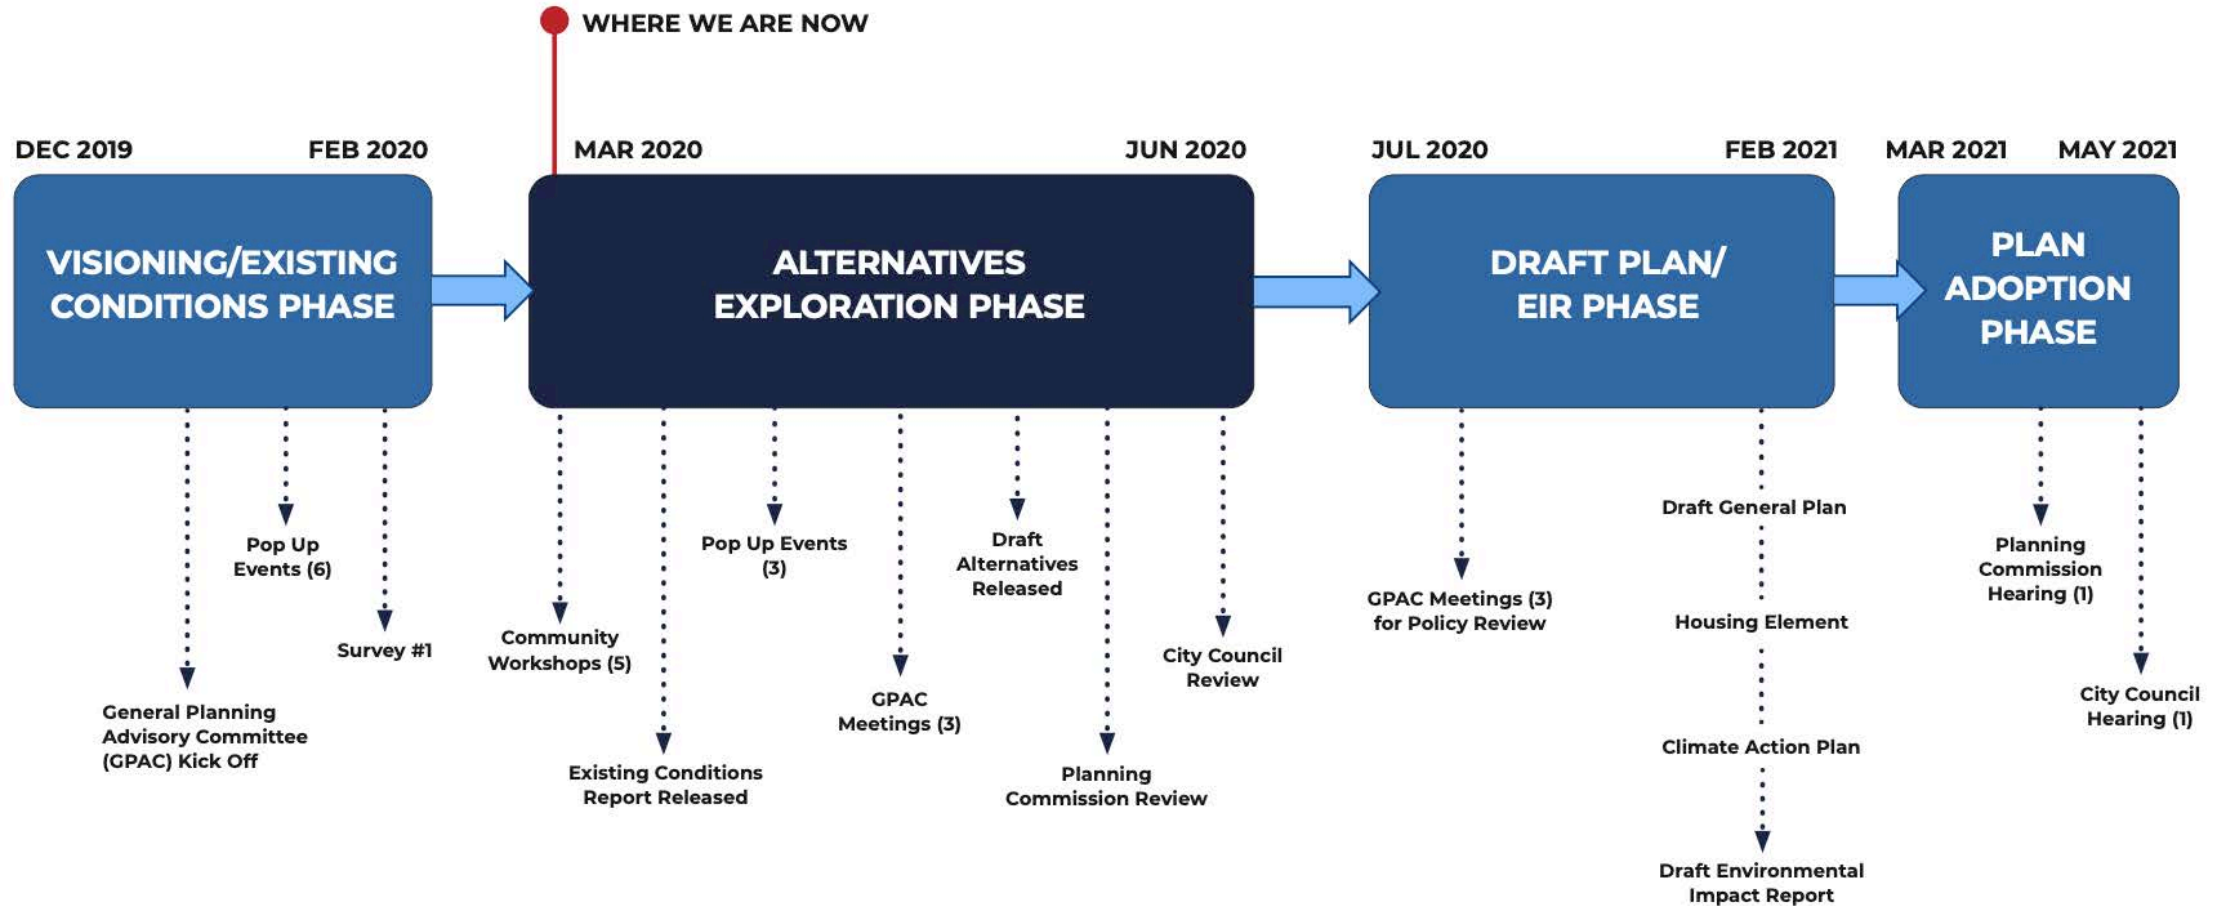 WHERE WE ARE NOW
DEC 2019
FEB 2020
MAR 2020
JUN 2020
JUL 2020
FEB 2021
MAR 2021
MAY 2021
VISIONING/EXISTING
CONDITIONS PHASE
ALTERNATIVES
EXPLORATION PHASE
DRAFT PLAN/
EIR PHASE
PLAN
ADOPTION
PHASE
General Planning
Advisory Committee
(GPAC) Kick Off
Pop Up
Events (6)
Survey #1
Community
Workshops (5)
Existing Conditions
Report Released
Pop Up Events
(3)
GPAC
Meetings (3)
Draft
Alternatives
Released
Planning
Commission Review
City Council
Review
GPAC Meetings (3)
for Policy Review
Draft General Plan
Housing Element
Climate Action Plan
Draft Environmental
Impact Report
Planning
Commission
Hearing (1)
City Council
Hearing (1)